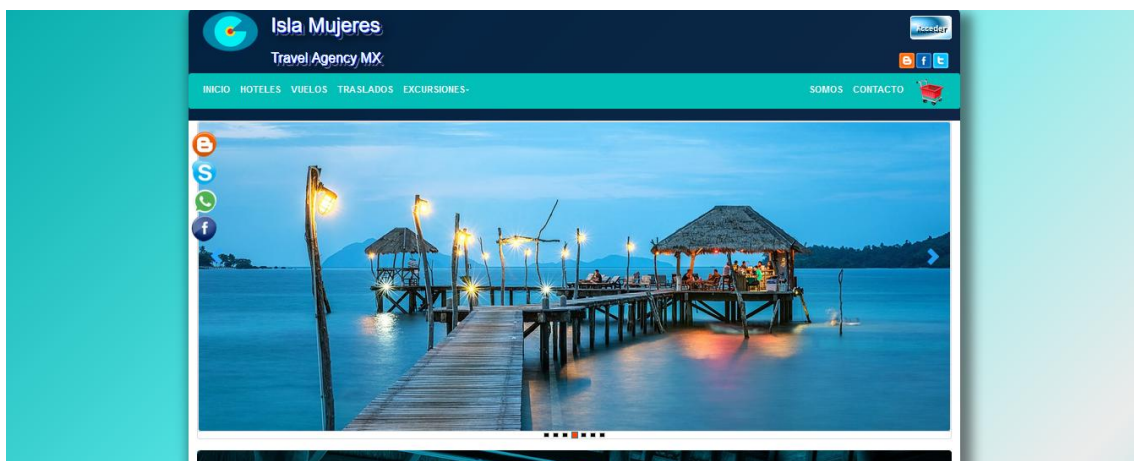 Isla Mujeres
Acceder
Travel Agency MX
INICIO HOTELES VUELOS TRASLADOS EXCURSIONES SOMOS CONTACTO